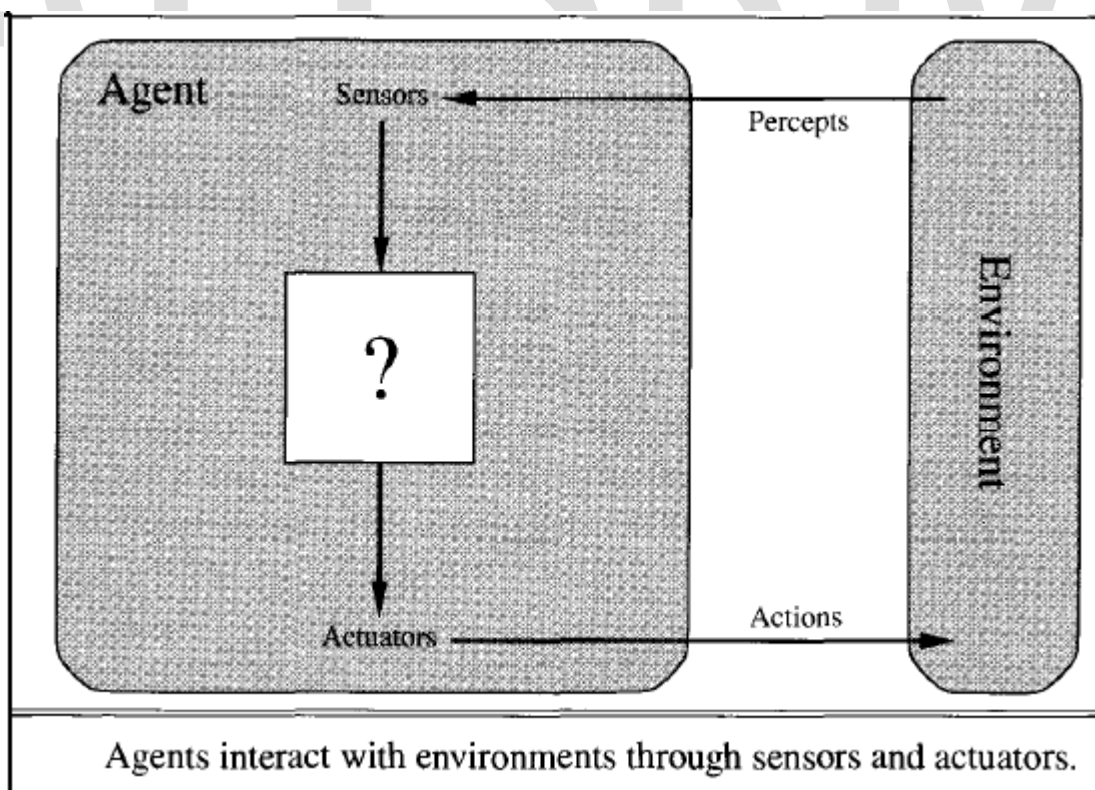 Agent
Sensors
Percepts
?
Environment
Actuators
Actions
Agents interact with environments through sensors and actuators.